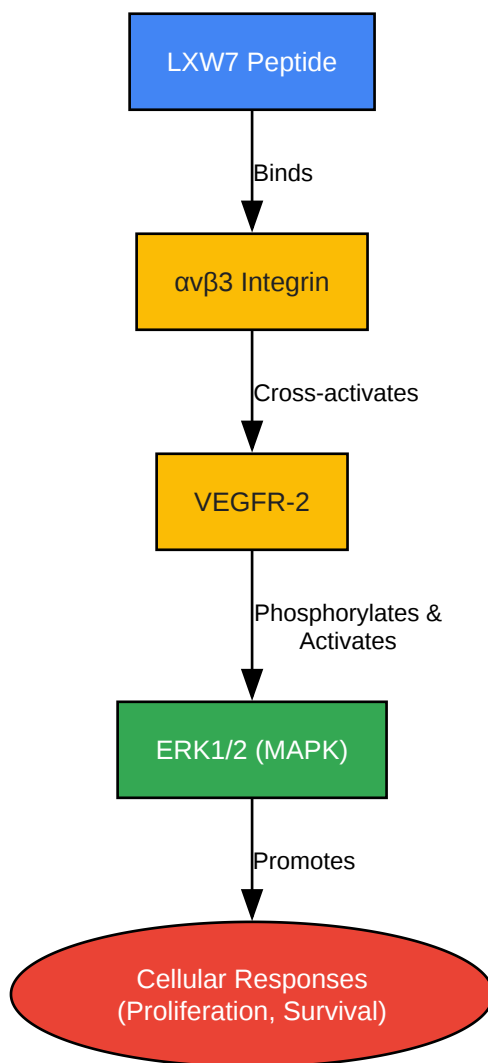 LXW7 Peptide
Binds
αvβ3 Integrin
Cross-activates
VEGFR-2
Phosphorylates &
Activates
ERK1/2 (MAPK)
Promotes
Cellular Responses
(Proliferation, Survival)